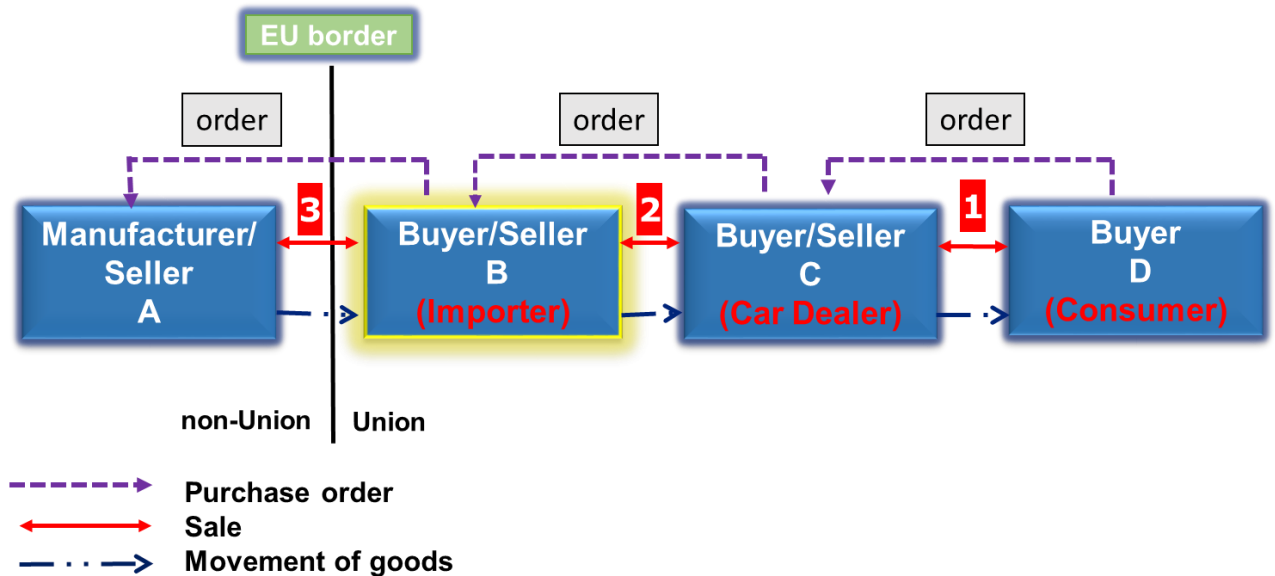 EU border
order
order
order
3
2
1
Manufacturer/
Seller
A
Buyer/Seller
B
(Importer)
Buyer/Seller
C
(Car Dealer)
Buyer
D
(Consumer)
non-Union
Union
Purchase order
Sale
Movement of goods